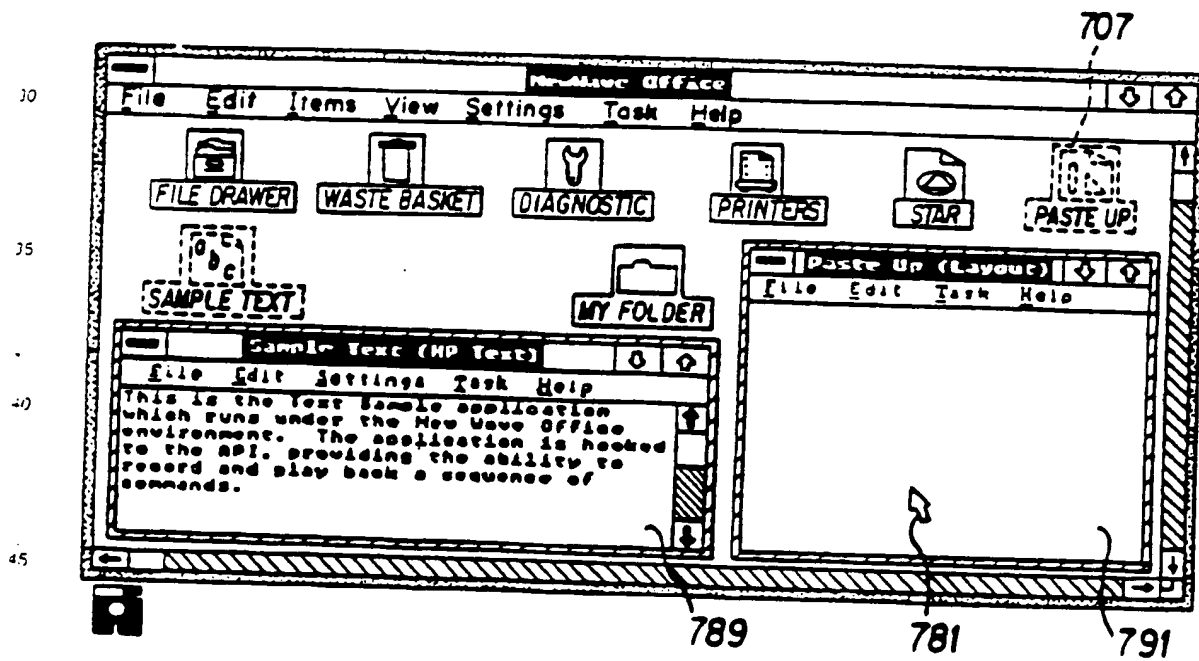 707
30
NewWave Office
File Edit Items View Settings Task Help
FILE DRAWER WASTE BASKET DIAGNOSTIC PRINTERS STAR PASTE UP
35
a b c
SAMPLE TEXT MY FOLDER
Paste Up (Layout)
File Edit Task Help
Sample Text (HP Text)
File Edit Settings Task Help
40
This is the Text Sample application
which runs under the New Wave Office
environment. The application is hooked
to the API, providing the ability to
record and play back a sequence of
commands.
45
789 781 791